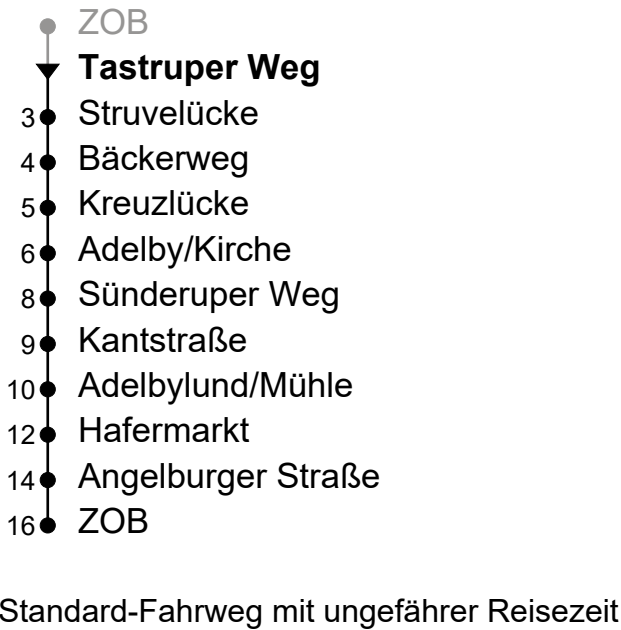 ZOB
Tastruper Weg
3 Struvelücke
4 Bäckerweg
5 Kreuzlücke
6 Adelby/Kirche
8 Sünderuper Weg
9 Kantstraße
10 Adelbylund/Mühle
12 Hafermarkt
14 Angelburger Straße
16 ZOB
Standard-Fahrweg mit ungefährer Reisezeit